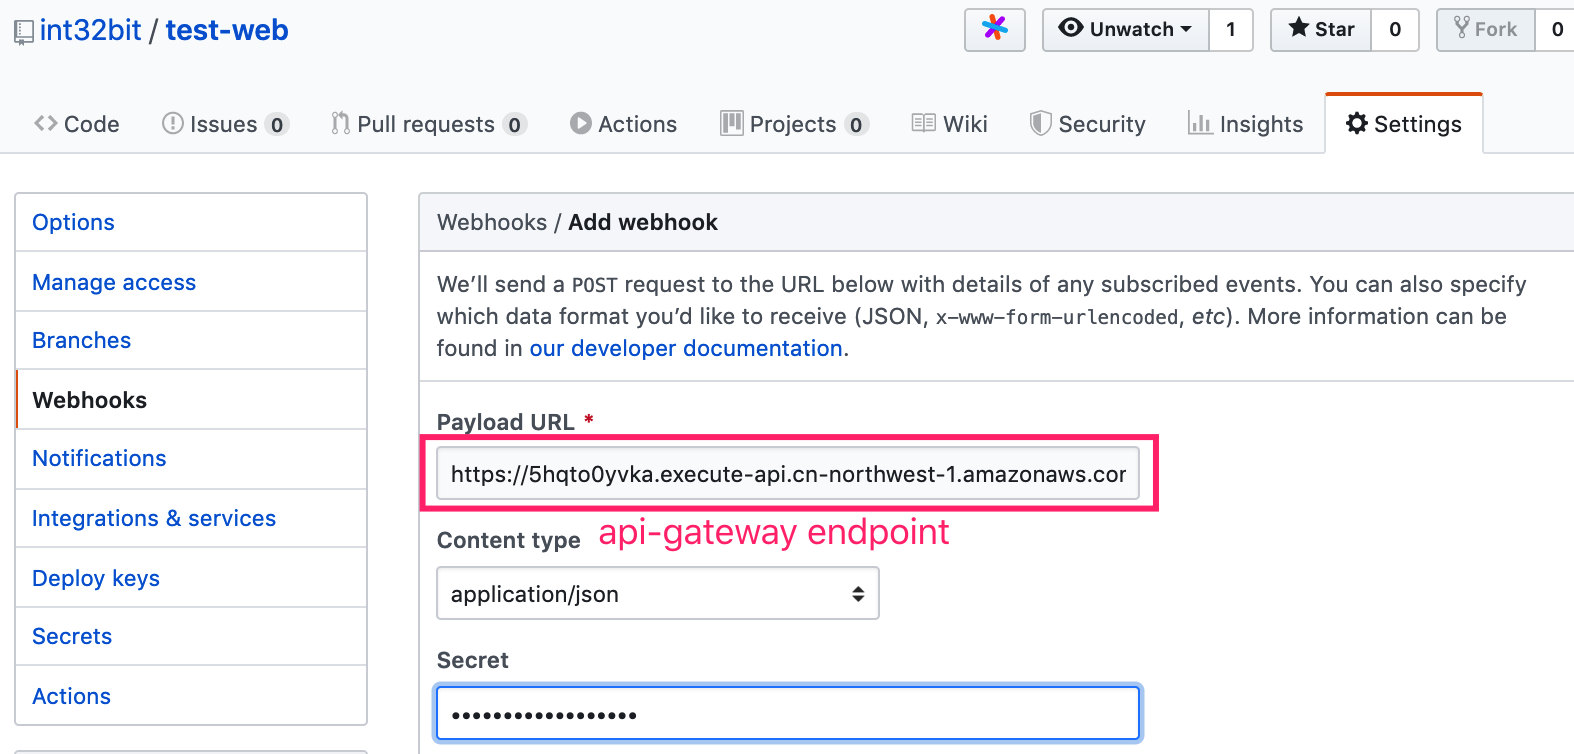 int32bit / test-web
Unwatch 1
Star 0
Fork 0
Code
Issues 0
Pull requests 0
Actions
Projects 0
Wiki
Security
Insights
Settings
Options
Manage access
Branches
Webhooks
Notifications
Integrations & services
Deploy keys
Secrets
Actions
Webhooks / Add webhook
We’ll send a POST request to the URL below with details of any subscribed events. You can also specify
which data format you’d like to receive (JSON, x-www-form-urlencoded, etc). More information can be
found in our developer documentation.
Payload URL *
https://5hqto0yvka.execute-api.cn-northwest-1.amazonaws.cor
api-gateway endpoint
Content type
application/json
Secret
••••••••••••••••••